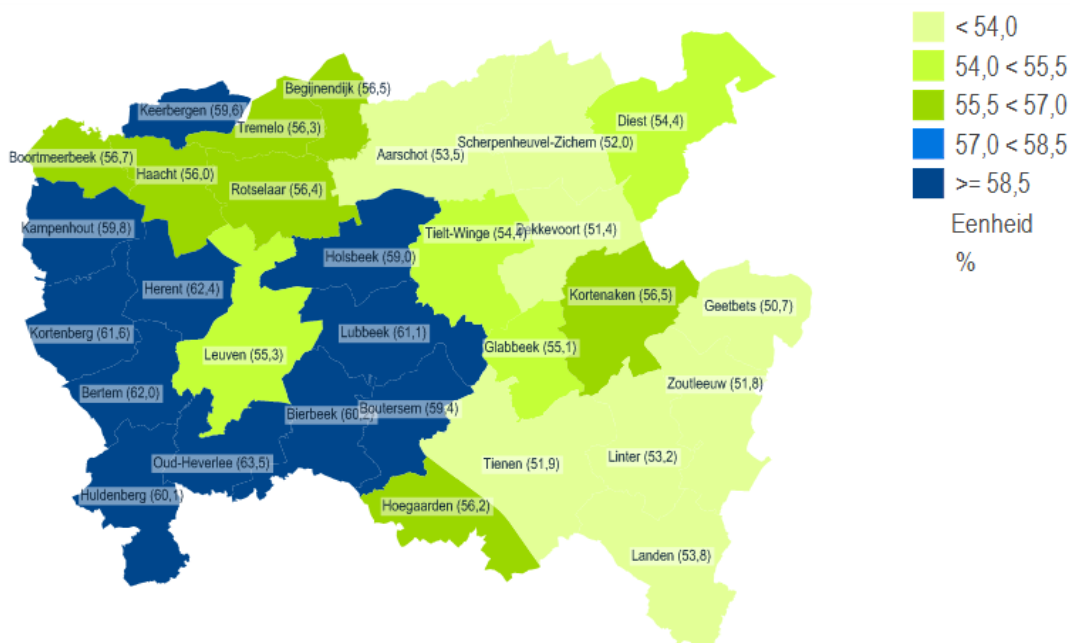 < 54,0
54,0 < 55,5
55,5 < 57,0
57,0 < 58,5
>= 58,5
Eenheid
%
Begijnendijk (56,5)
Keerbergen (59,6)
Tremelo (56,3)
Diest (54,4)
Scherpenheuvel-Zichem (52,0)
Aarschot (53,5)
Boortmeerbeek (56,7)
Haacht (56,0)
Rotselaar (56,4)
Kampenhout (59,8)
Tielt-Winge (54,4)
Bekkevoort (51,4)
Holsbeek (59,0)
Herent (62,4)
Kortenaken (56,5)
Geetbets (50,7)
Kortenberg (61,6)
Lubbeek (61,1)
Glabbeek (55,1)
Leuven (55,3)
Zoutleeuw (51,8)
Bertem (62,0)
Bierbeek (60,2)
Boutersem (59,4)
Oud-Heverlee (63,5)
Tienen (51,9)
Linter (53,2)
Huldenberg (60,1)
Hoegaarden (56,2)
Landen (53,8)